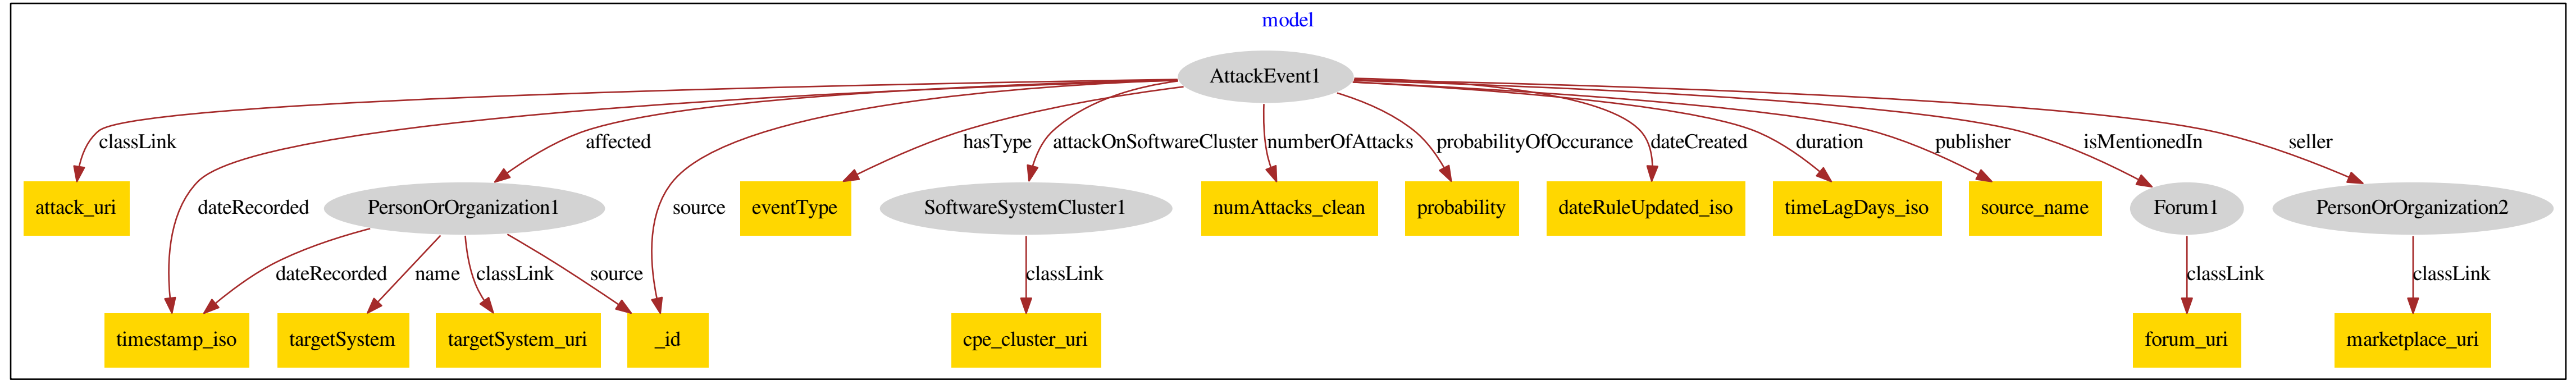 model
AttackEvent1
classLink
affected
hasType
attackOnSoftwareCluster
numberOfAttacks
probabilityOfOccurance
dateCreated
duration
publisher
isMentionedIn
seller
attack_uri
dateRecorded
PersonOrOrganization1
source
eventType
SoftwareSystemCluster1
numAttacks_clean
probability
dateRuleUpdated_iso
timeLagDays_iso
source_name
Forum1
PersonOrOrganization2
dateRecorded
name
classLink
source
classLink
classLink
classLink
timestamp_iso
targetSystem
targetSystem_uri
_id
cpe_cluster_uri
forum_uri
marketplace_uri